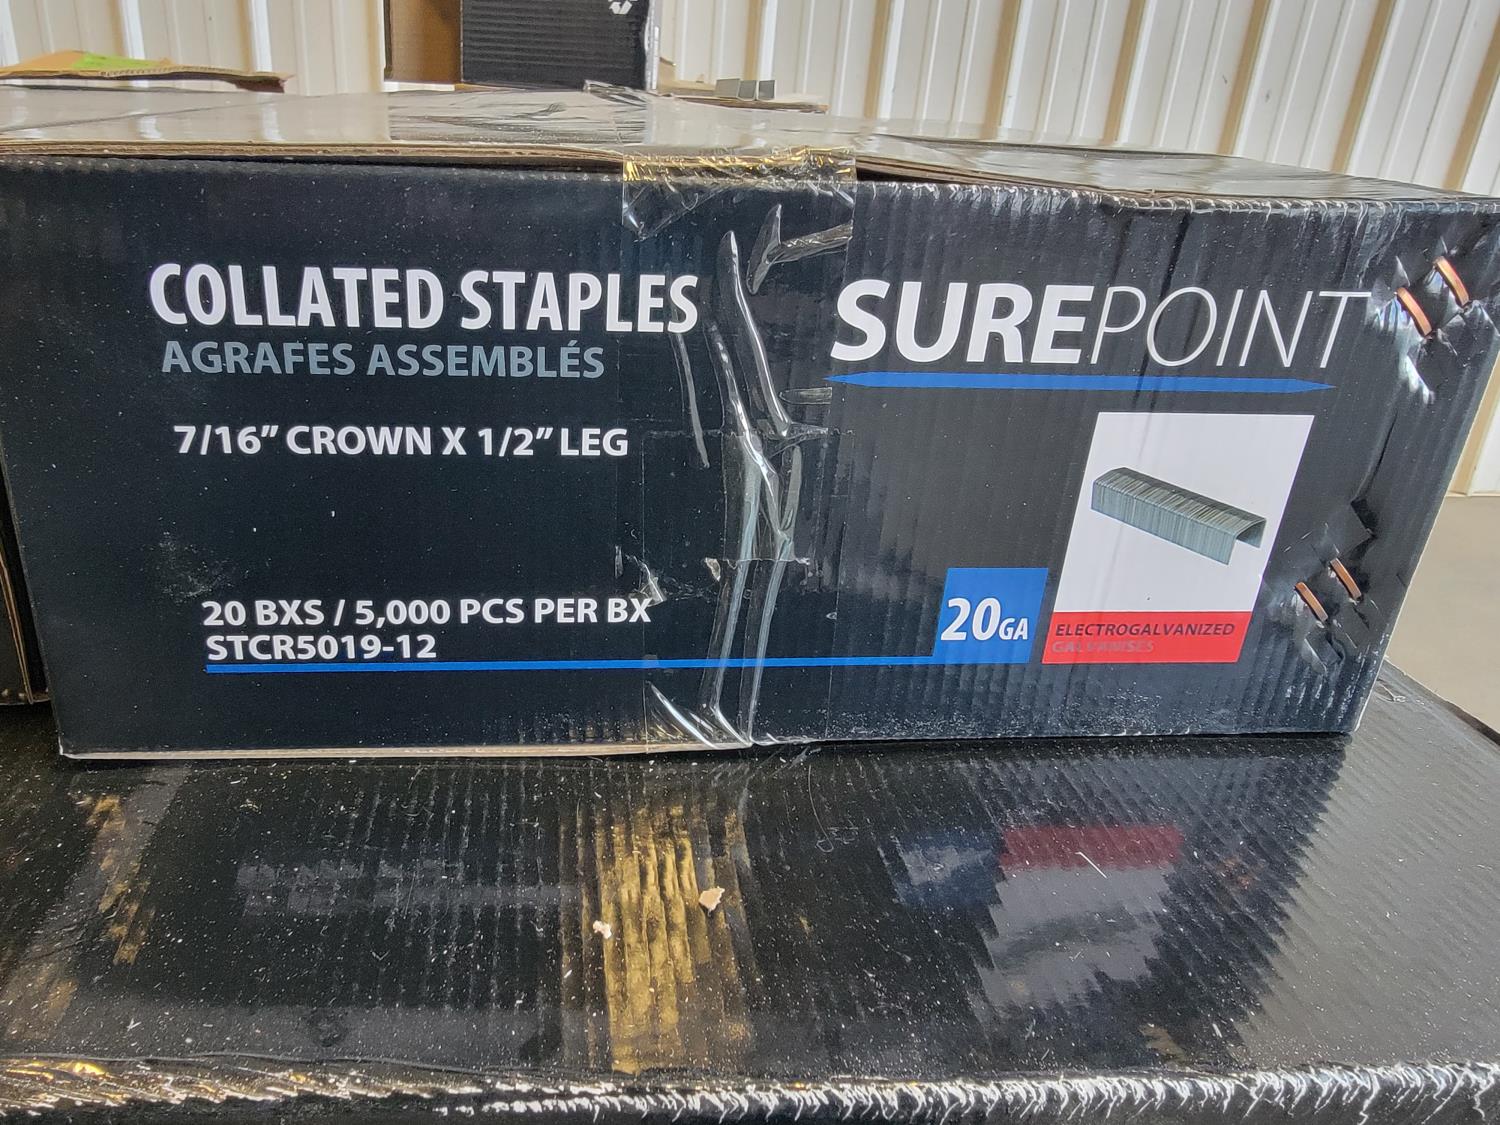 COLLATED STAPLES
AGRAFES ASSEMBLÉS
7/16” CROWN X 1/2” LEG
20 BXS / 5,000 PCS PER BX
STCR5019-12
SUREPOINT
20GA
ELECTROGALVANIZED
GALVANISÉS